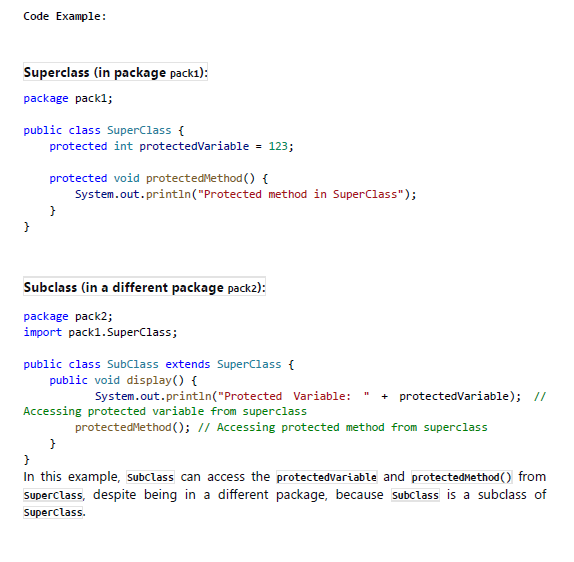 Code Example:
Superclass (in package pack1):
package pack1;
public class SuperClass {
    protected int protectedVariable = 123;
    protected void protectedMethod() {
        System.out.println("Protected method in SuperClass");
    }
}
Subclass (in a different package pack2):
package pack2;
import pack1.SuperClass;
public class SubClass extends SuperClass {
    public void display() {
        System.out.println("Protected Variable: " + protectedVariable); //
Accessing protected variable from superclass
        protectedMethod(); // Accessing protected method from superclass
    }
}
In this example, SubClass can access the protectedVariable and protectedMethod() from
SuperClass, despite being in a different package, because SubClass is a subclass of
SuperClass.